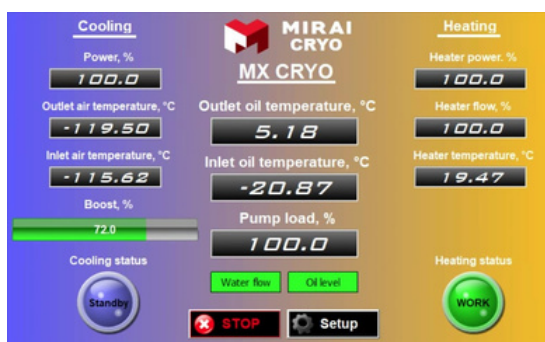 Cooling
Power, %
100.0
Outlet air temperature, °C
-119.50
Inlet air temperature, °C
-115.62
Boost, %
72.0
Cooling status
Standby
MIRAI
CRYO
MX CRYO
Outlet oil temperature, °C
5.18
Inlet oil temperature, °C
-20.87
Pump load, %
100.0
Water flow
Oil level
STOP
Setup
Heating
Heater power. %
100.0
Heater flow, %
100.0
Heater temperature, °C
19.47
Heating status
WORK